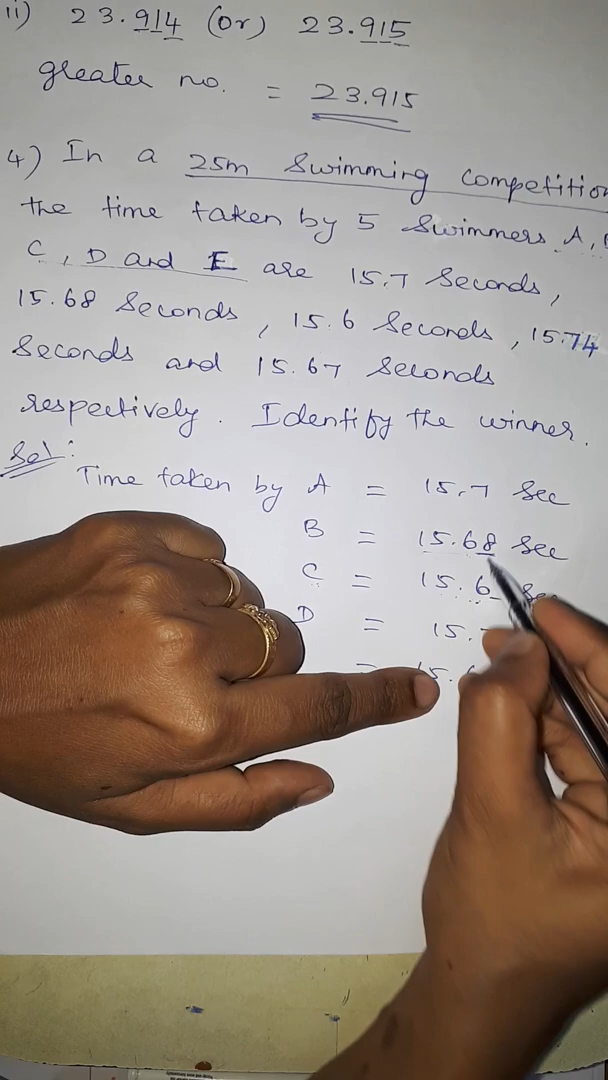 ii) 23.914 (or) 23.915
greater no. = 23.915
4) In a 25m Swimming Competition
the time taken by 5 Swimmers A,
C, D and E are 15.7 Seconds,
15.68 Seconds, 15.6 Seconds, 15.74
Seconds and 15.67 Seconds
respectively. Identify the winner.
Sol:
Time taken by A = 15.7 Sec
B = 15.68 Sec
C = 15.6 Sec
D = 15.
= 15.